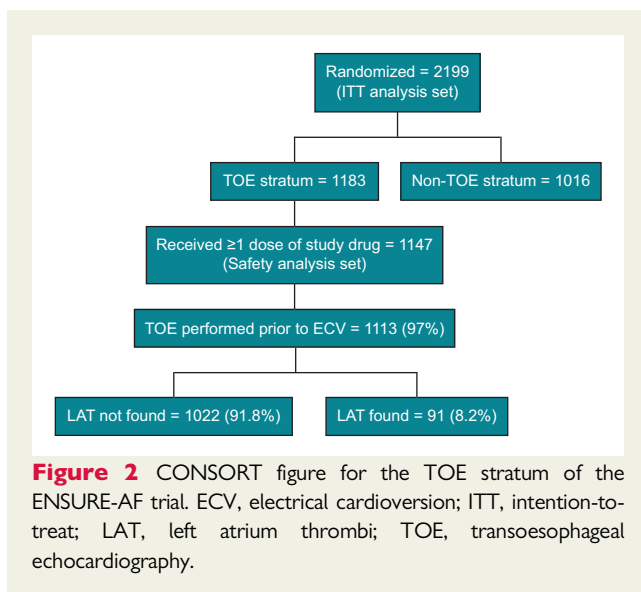 Randomized = 2199
(ITT analysis set)
TOE stratum = 1183
Non-TOE stratum = 1016
Received ≥1 dose of study drug = 1147
(Safety analysis set)
TOE performed prior to ECV = 1113 (97%)
LAT not found = 1022 (91.8%)
LAT found = 91 (8.2%)
Figure 2 CONSORT figure for the TOE stratum of the
ENSURE-AF trial. ECV, electrical cardioversion; ITT, intention-to-
treat; LAT, left atrium thrombi; TOE, transoesophageal
echocardiography.